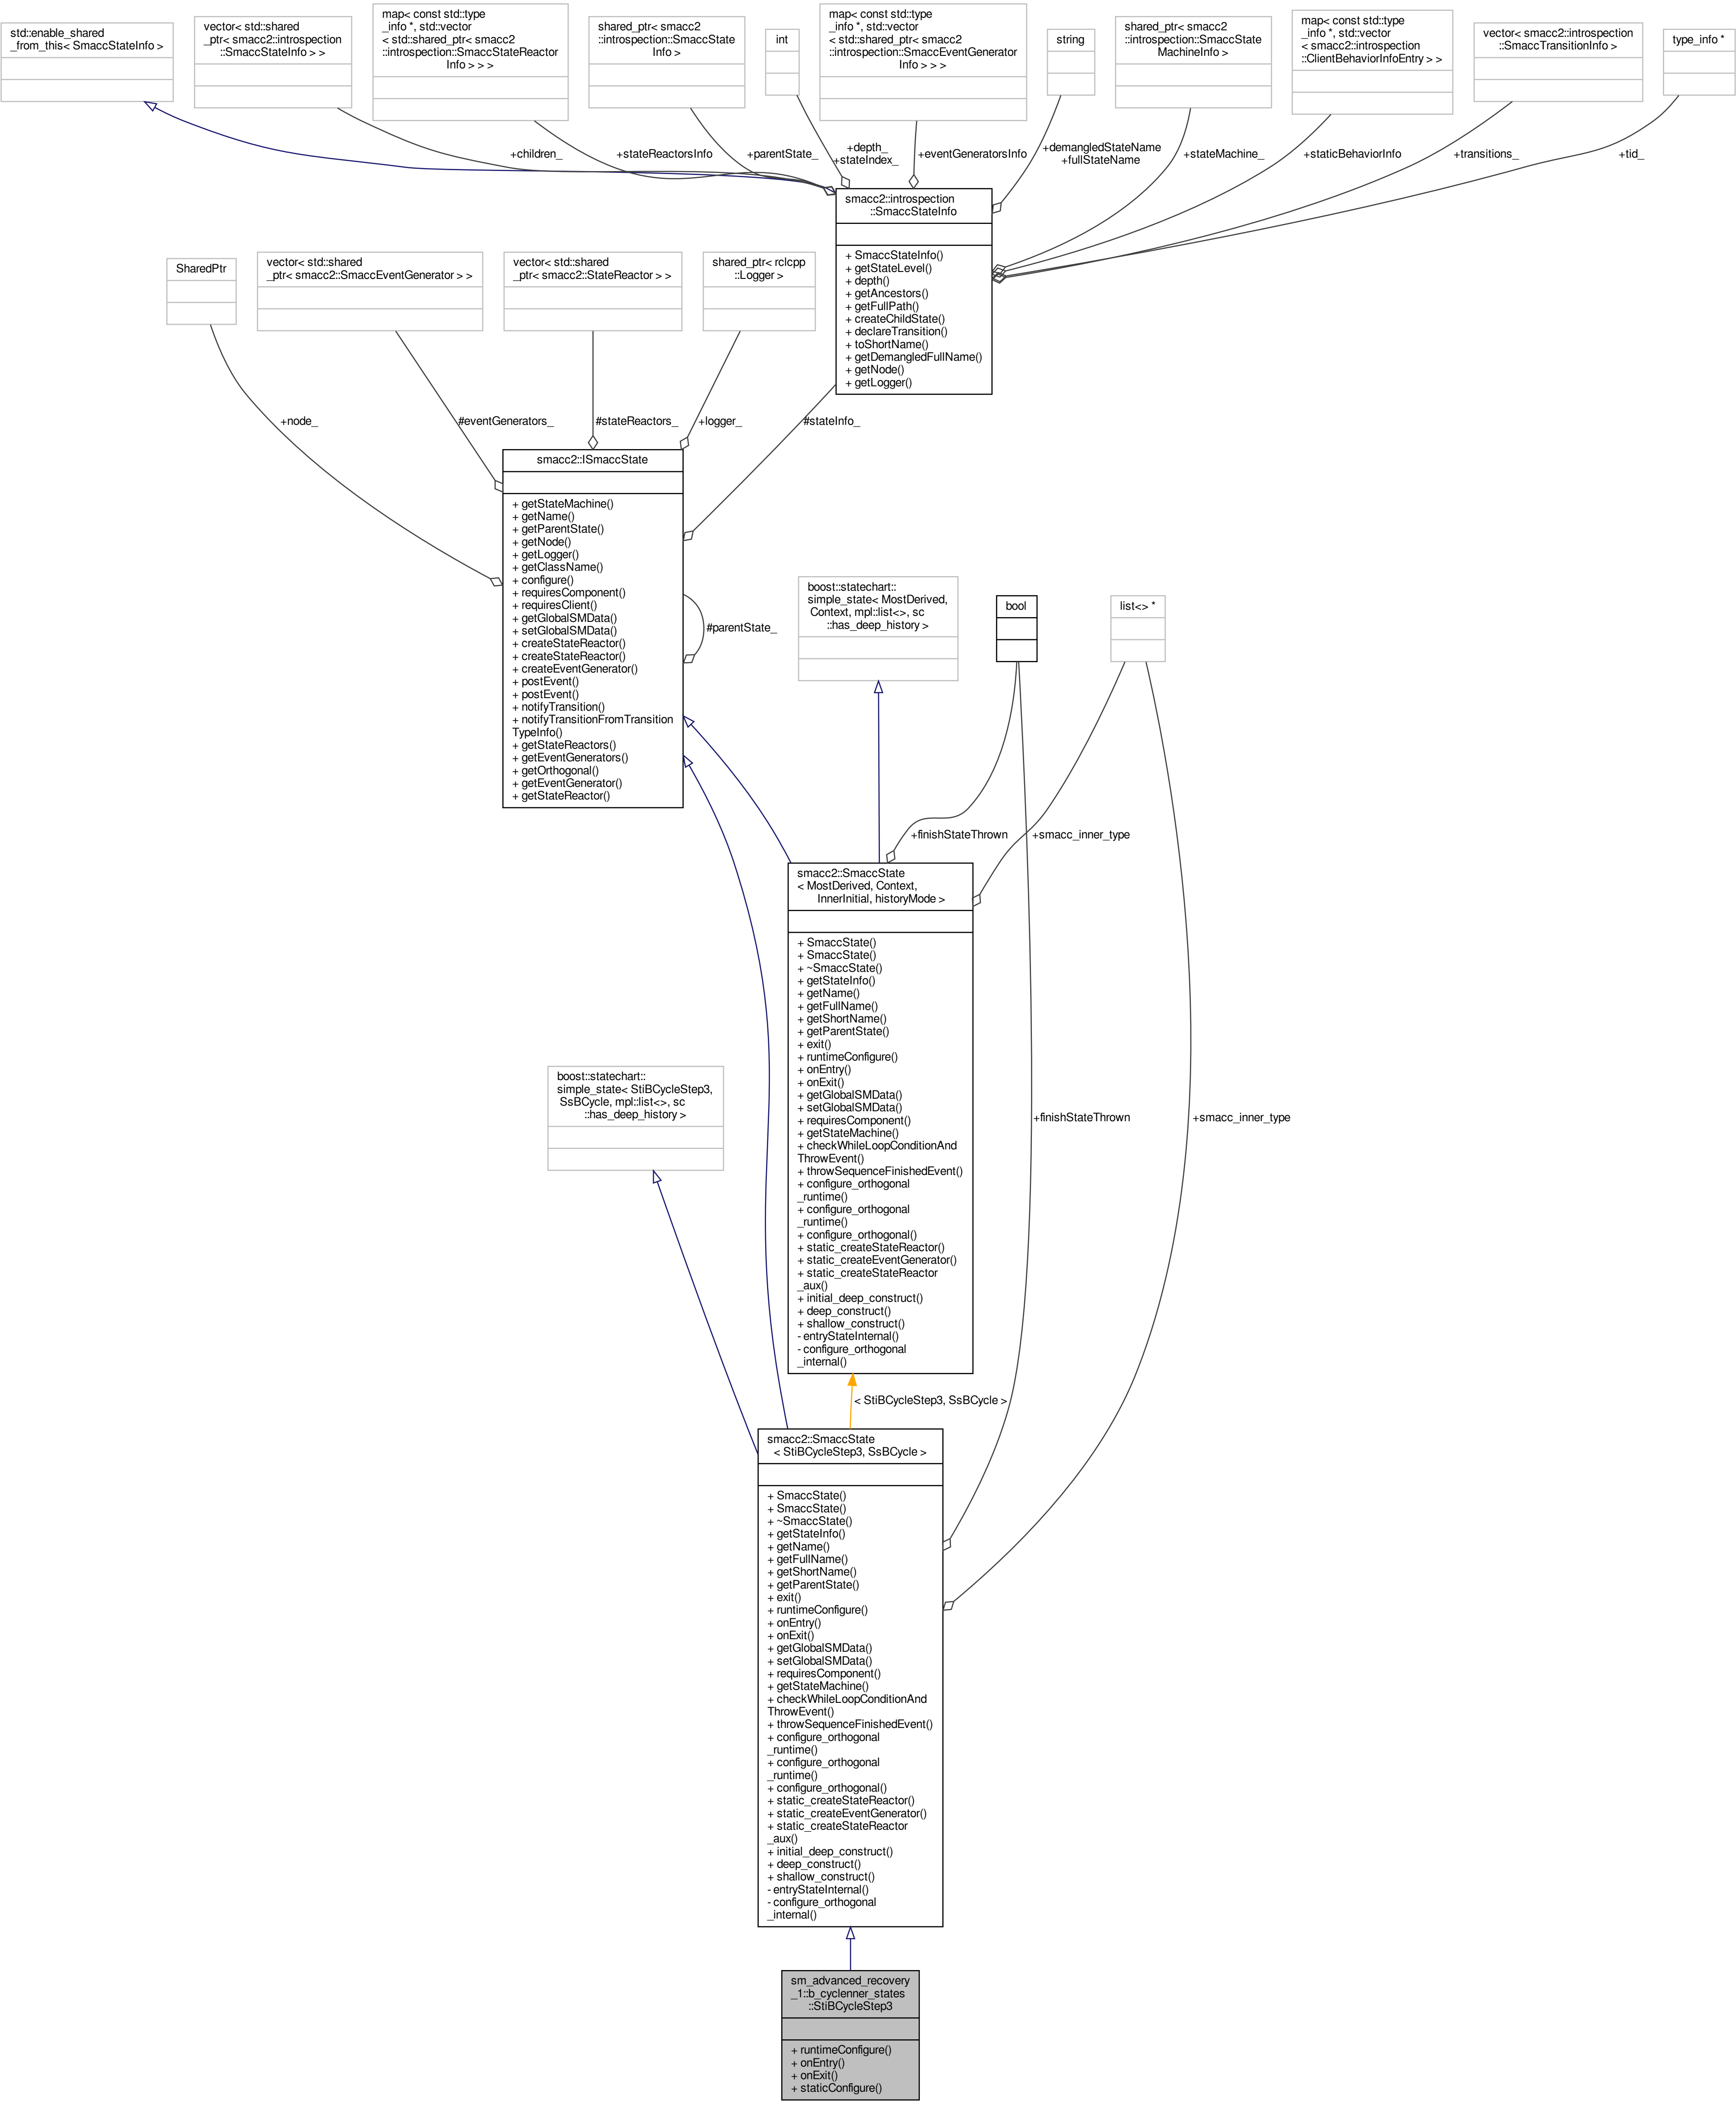 std::enable_shared
_from_this< SmaccStateInfo >
vector< std::shared
_ptr< smacc2::introspection
::SmaccStateInfo > >
map< const std::type
_info *, std::vector
< std::shared_ptr< smacc2
::introspection::SmaccStateReactor
Info > > >
shared_ptr< smacc2
::introspection::SmaccState
Info >
int
map< const std::type
_info *, std::vector
< std::shared_ptr< smacc2
::introspection::SmaccEventGenerator
Info > > >
string
shared_ptr< smacc2
::introspection::SmaccState
MachineInfo >
map< const std::type
_info *, std::vector
< smacc2::introspection
::ClientBehaviorInfoEntry > >
vector< smacc2::introspection
::SmaccTransitionInfo >
type_info *
+children_
+stateReactorsInfo
+parentState_
+depth_
+stateIndex_
+eventGeneratorsInfo
+demangledStateName
+fullStateName
+stateMachine_
+staticBehaviorInfo
+transitions_
+tid_
smacc2::introspection
::SmaccStateInfo
+ SmaccStateInfo()
+ getStateLevel()
+ depth()
+ getAncestors()
+ getFullPath()
+ createChildState()
+ declareTransition()
+ toShortName()
+ getDemangledFullName()
+ getNode()
+ getLogger()
SharedPtr
vector< std::shared
_ptr< smacc2::SmaccEventGenerator > >
vector< std::shared
_ptr< smacc2::StateReactor > >
shared_ptr< rclcpp
::Logger >
+node_
#eventGenerators_
#stateReactors_
+logger_
#stateInfo_
smacc2::ISmaccState
+ getStateMachine()
+ getName()
+ getParentState()
+ getNode()
+ getLogger()
+ getClassName()
+ configure()
+ requiresComponent()
+ requiresClient()
+ getGlobalSMData()
+ setGlobalSMData()
+ createStateReactor()
+ createStateReactor()
+ createEventGenerator()
+ postEvent()
+ postEvent()
+ notifyTransition()
+ notifyTransitionFromTransition
TypeInfo()
+ getStateReactors()
+ getEventGenerators()
+ getOrthogonal()
+ getEventGenerator()
+ getStateReactor()
#parentState_
boost::statechart::
simple_state< MostDerived,
Context, mpl::list<>, sc
::has_deep_history >
bool
list<> *
+finishStateThrown
+smacc_inner_type
smacc2::SmaccState
< MostDerived, Context,
InnerInitial, historyMode >
+ SmaccState()
+ SmaccState()
+ ~SmaccState()
+ getStateInfo()
+ getName()
+ getFullName()
+ getShortName()
+ getParentState()
+ exit()
+ runtimeConfigure()
+ onEntry()
+ onExit()
+ getGlobalSMData()
+ setGlobalSMData()
+ requiresComponent()
+ getStateMachine()
+ checkWhileLoopConditionAnd
ThrowEvent()
+ throwSequenceFinishedEvent()
+ configure_orthogonal
_runtime()
+ configure_orthogonal
_runtime()
+ configure_orthogonal()
+ static_createStateReactor()
+ static_createEventGenerator()
+ static_createStateReactor
_aux()
+ initial_deep_construct()
+ deep_construct()
+ shallow_construct()
- entryStateInternal()
- configure_orthogonal
_internal()
boost::statechart::
simple_state< StiBCycleStep3,
SsBCycle, mpl::list<>, sc
::has_deep_history >
+finishStateThrown
+smacc_inner_type
< StiBCycleStep3, SsBCycle >
smacc2::SmaccState
< StiBCycleStep3, SsBCycle >
+ SmaccState()
+ SmaccState()
+ ~SmaccState()
+ getStateInfo()
+ getName()
+ getFullName()
+ getShortName()
+ getParentState()
+ exit()
+ runtimeConfigure()
+ onEntry()
+ onExit()
+ getGlobalSMData()
+ setGlobalSMData()
+ requiresComponent()
+ getStateMachine()
+ checkWhileLoopConditionAnd
ThrowEvent()
+ throwSequenceFinishedEvent()
+ configure_orthogonal
_runtime()
+ configure_orthogonal
_runtime()
+ configure_orthogonal()
+ static_createStateReactor()
+ static_createEventGenerator()
+ static_createStateReactor
_aux()
+ initial_deep_construct()
+ deep_construct()
+ shallow_construct()
- entryStateInternal()
- configure_orthogonal
_internal()
sm_advanced_recovery
_1::b_cyclenner_states
::StiBCycleStep3
+ runtimeConfigure()
+ onEntry()
+ onExit()
+ staticConfigure()